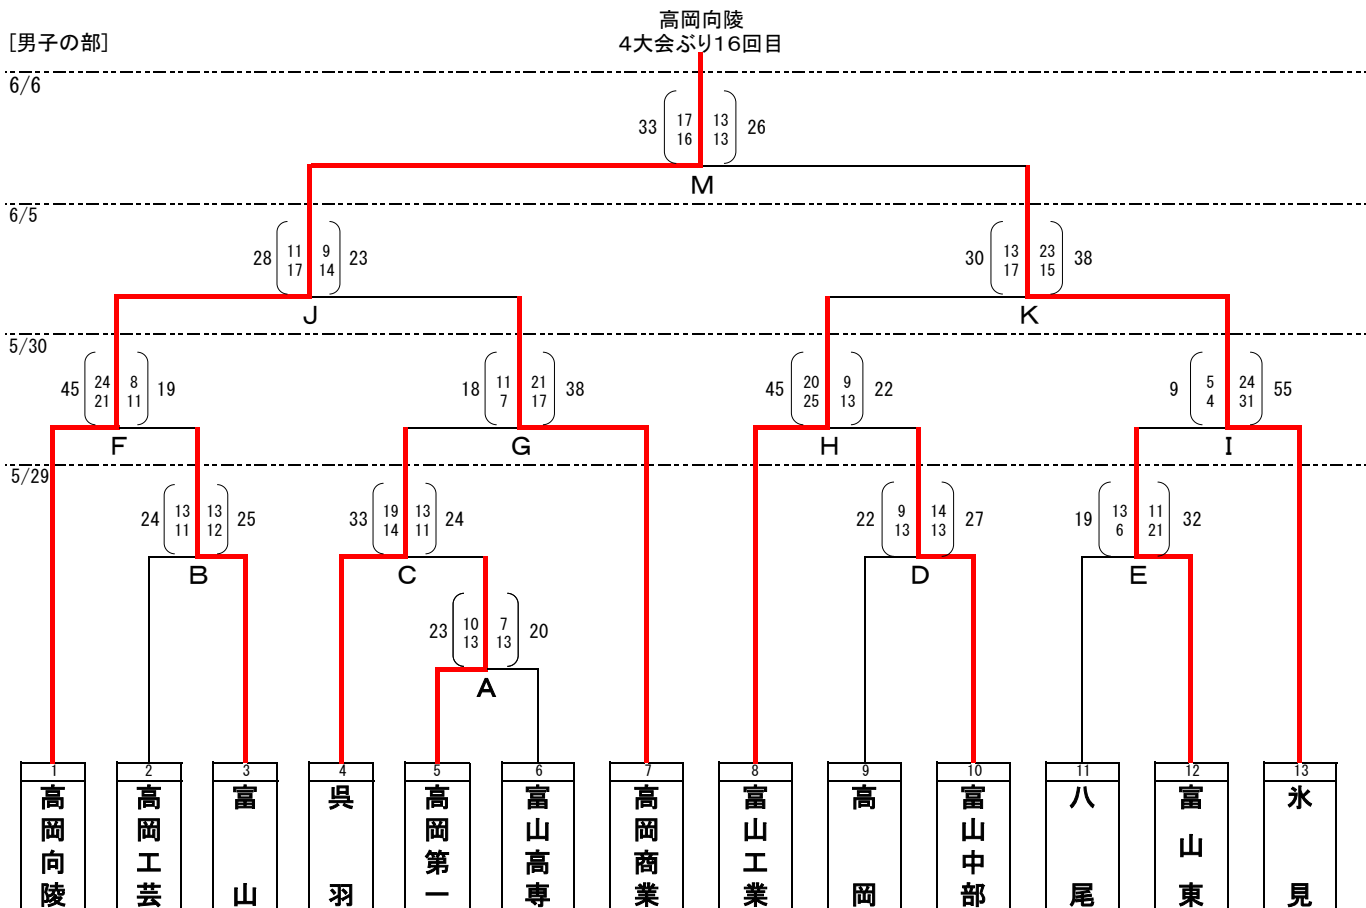 高岡向陵
[男子の部]
4大会ぶり16回目
6/6
33 17 13 26
16 13
M
6/5
28 11 9 23
17 14
30 13 23 38
17 15
J
K
5/30
45 24 8 19
21 11
18 11 21 38
7 17
45 20 9 22
25 13
9 5 24 55
4 31
F
G
H
I
5/29
24 13 13 25
11 12
33 19 13 24
14 11
22 9 14 27
13 13
19 13 11 32
6 21
B
C
D
E
23 10 7 20
13 13
A
1 高岡向陵
2 高岡工芸
3 富山
4 呉羽
5 高岡第一
6 富山高専
7 高岡商業
8 富山工業
9 高岡
10 富山中部
11 八尾
12 富山東
13 氷見